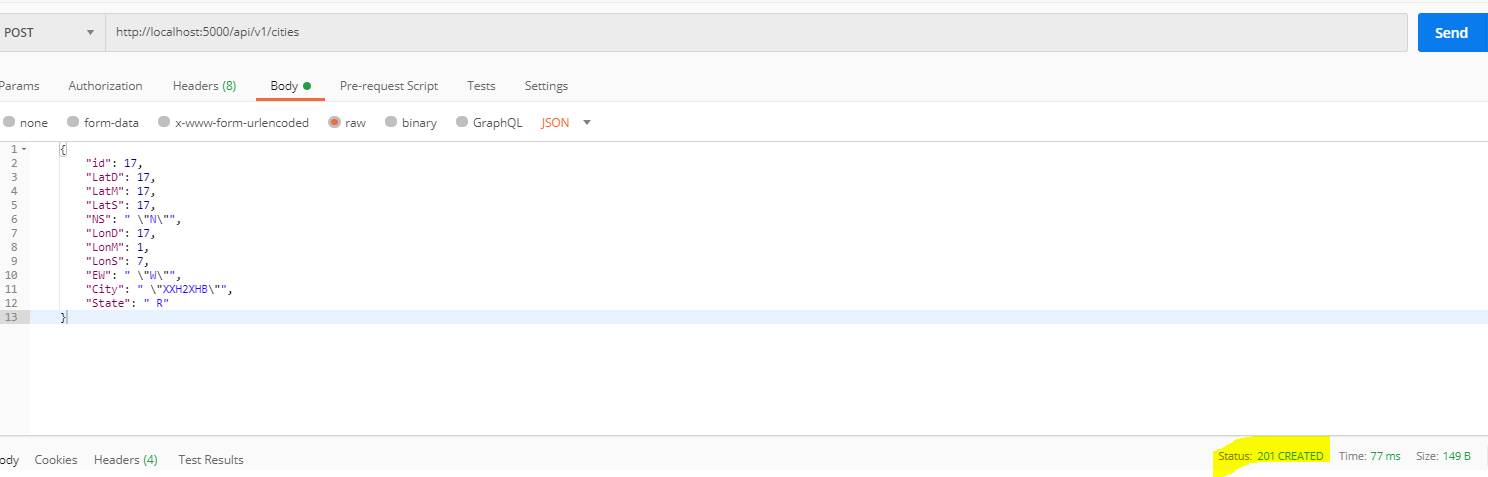 POST http://localhost:5000/api/v1/cities Send
Params Authorization Headers (8) Body Pre-request Script Tests Settings
none form-data x-www-form-urlencoded raw binary GraphQL JSON
1 {
2 "id": 17,
3 "LatD": 17,
4 "LatM": 17,
5 "LatS": 17,
6 "NS": " \"N\"",
7 "LonD": 17,
8 "LonM": 1,
9 "LonS": 7,
10 "EW": " \"W\"",
11 "City": " \"XXH2XHB\"",
12 "State": " R"
13 }
ody Cookies Headers (4) Test Results Status: 201 CREATED Time: 77 ms Size: 149 B